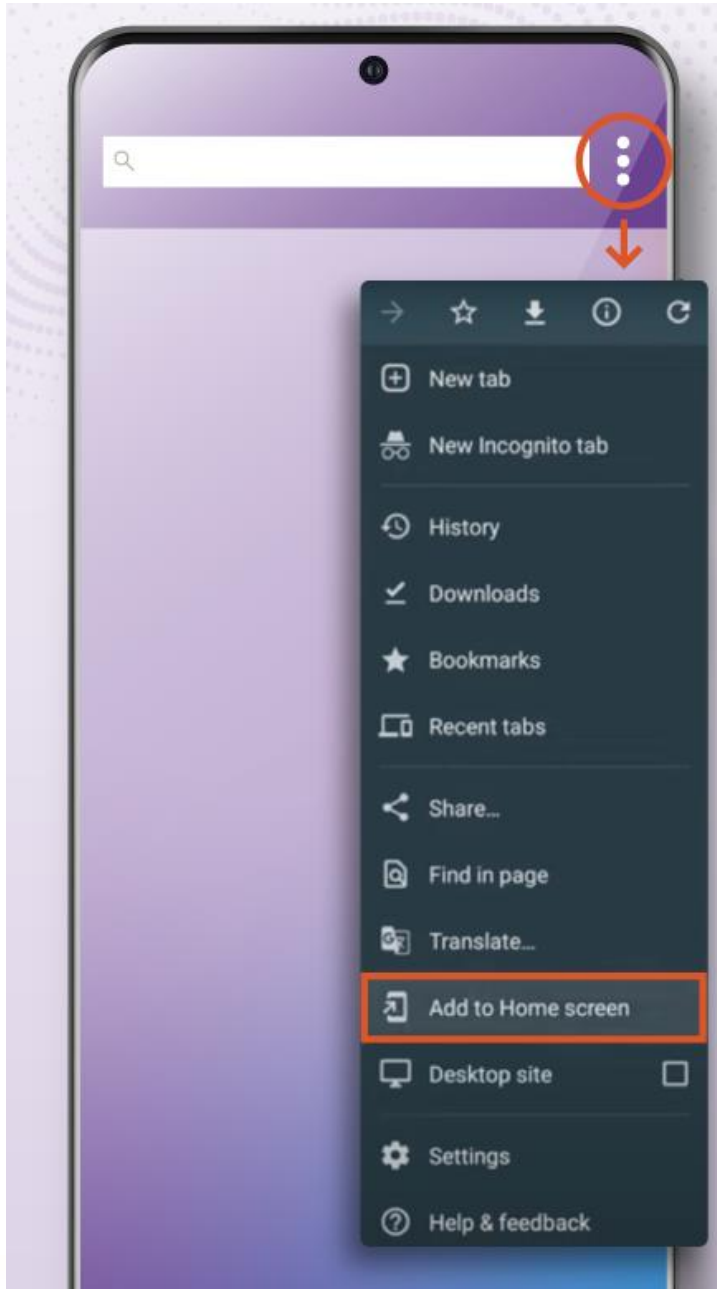 New tab
New Incognito tab
History
Downloads
Bookmarks
Recent tabs
Share...
Find in page
Translate...
Add to Home screen
Desktop site
Settings
Help & feedback